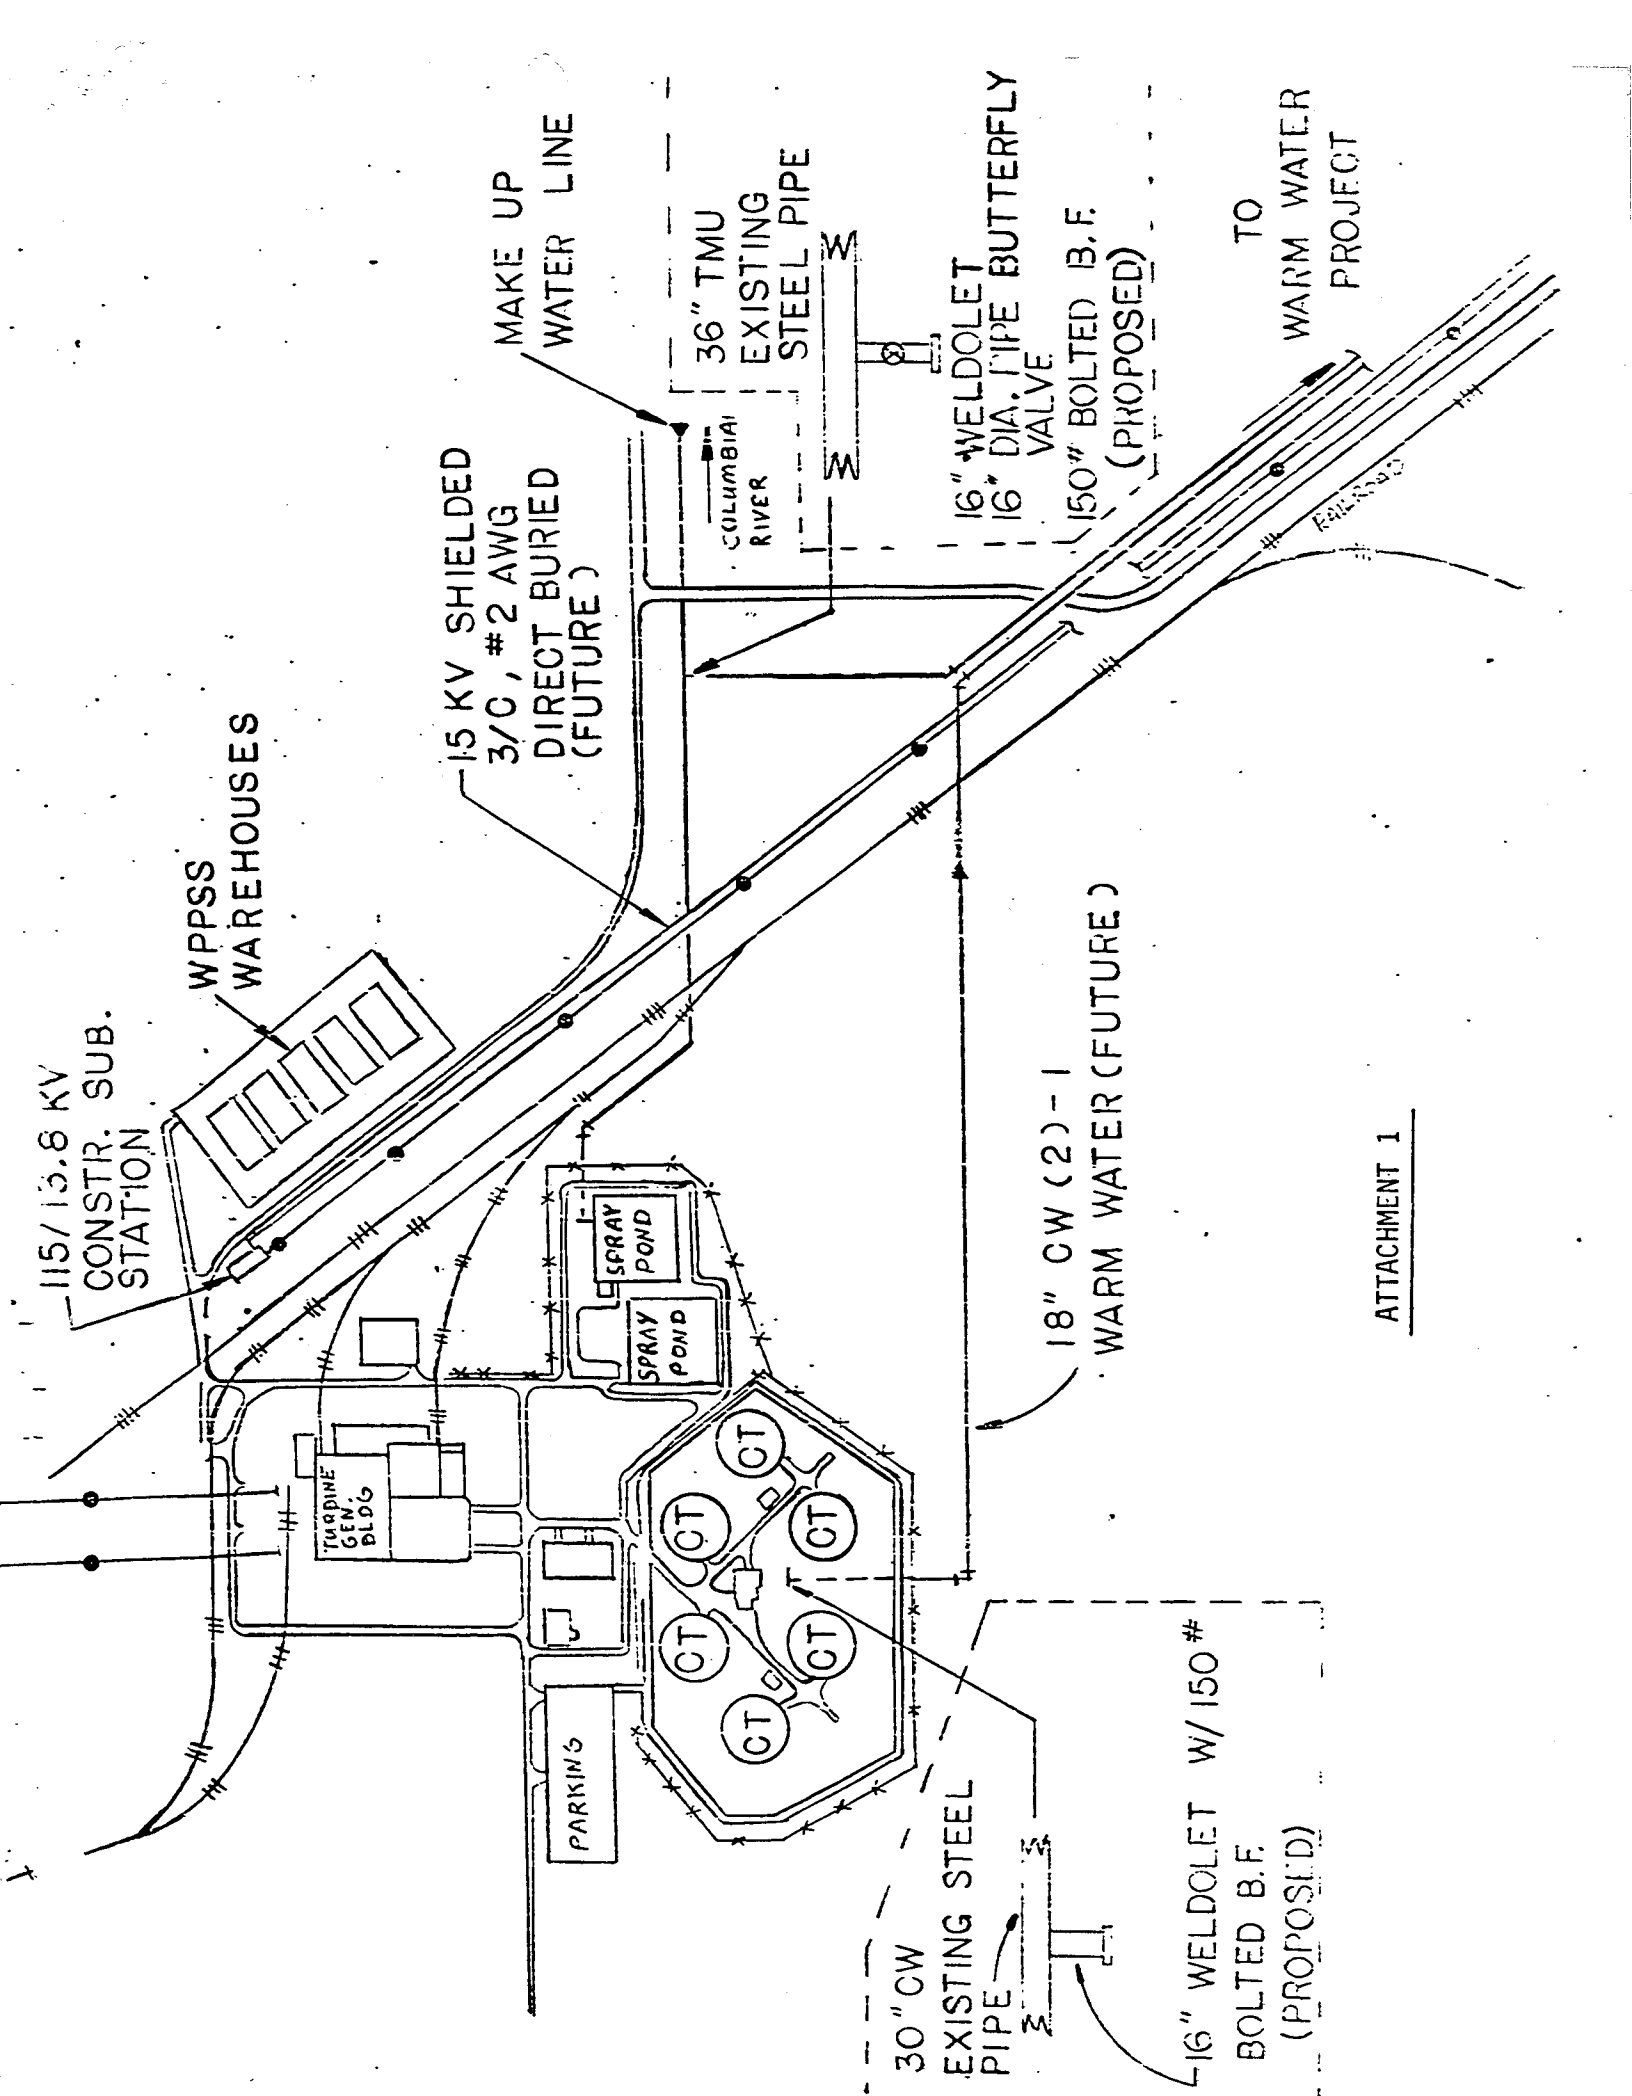 115/13.8 KV
CONSTR. SUB.
STATION
WPPSS
WAREHOUSES
15 KV SHIELDED
3/C, #2 AWG
DIRECT BURIED
(FUTURE)
MAKE UP
WATER LINE
COLUMBIA
RIVER
36" TMU
EXISTING
STEEL PIPE
16" WELDOLET
16" DIA. PIPE BUTTERFLY
VALVE
150# BOLTED B.F.
(PROPOSED)
TO
WARM WATER
PROJECT
RAILROAD
TURBINE
GEN.
BLDG
SPRAY
POND
SPRAY
POND
PARKING
CT
CT
CT
CT
CT
CT
18" CW (2)-1
WARM WATER (FUTURE)
30" CW
EXISTING STEEL
PIPE
16" WELDOLET W/150#
BOLTED B.F.
(PROPOSED)
ATTACHMENT 1